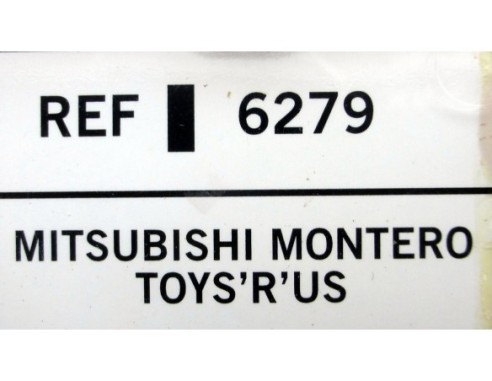 REF 6279
MITSUBISHI MONTERO
TOYS'R'US